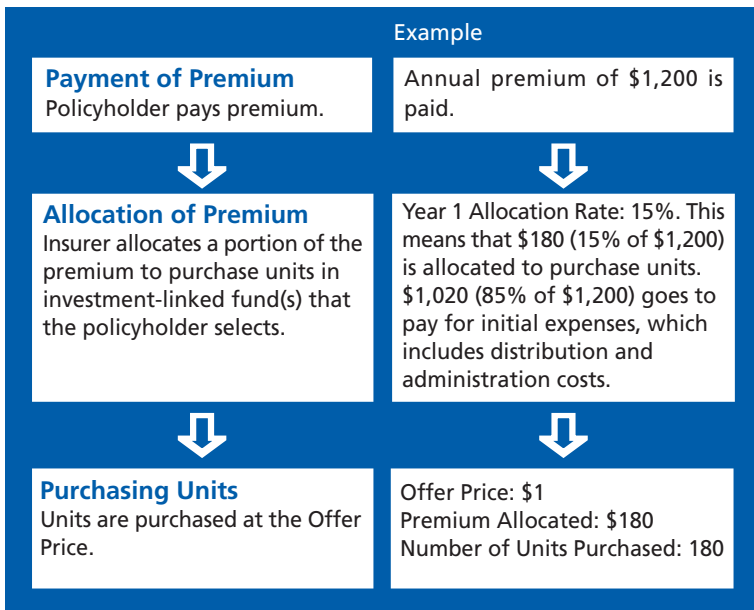 Example
Payment of Premium
Policyholder pays premium.
Annual premium of $1,200 is
paid.
Allocation of Premium
Insurer allocates a portion of the
premium to purchase units in
investment-linked fund(s) that
the policyholder selects.
Year 1 Allocation Rate: 15%. This
means that $180 (15% of $1,200)
is allocated to purchase units.
$1,020 (85% of $1,200) goes to
pay for initial expenses, which
includes distribution and
administration costs.
Purchasing Units
Units are purchased at the Offer
Price.
Offer Price: $1
Premium Allocated: $180
Number of Units Purchased: 180